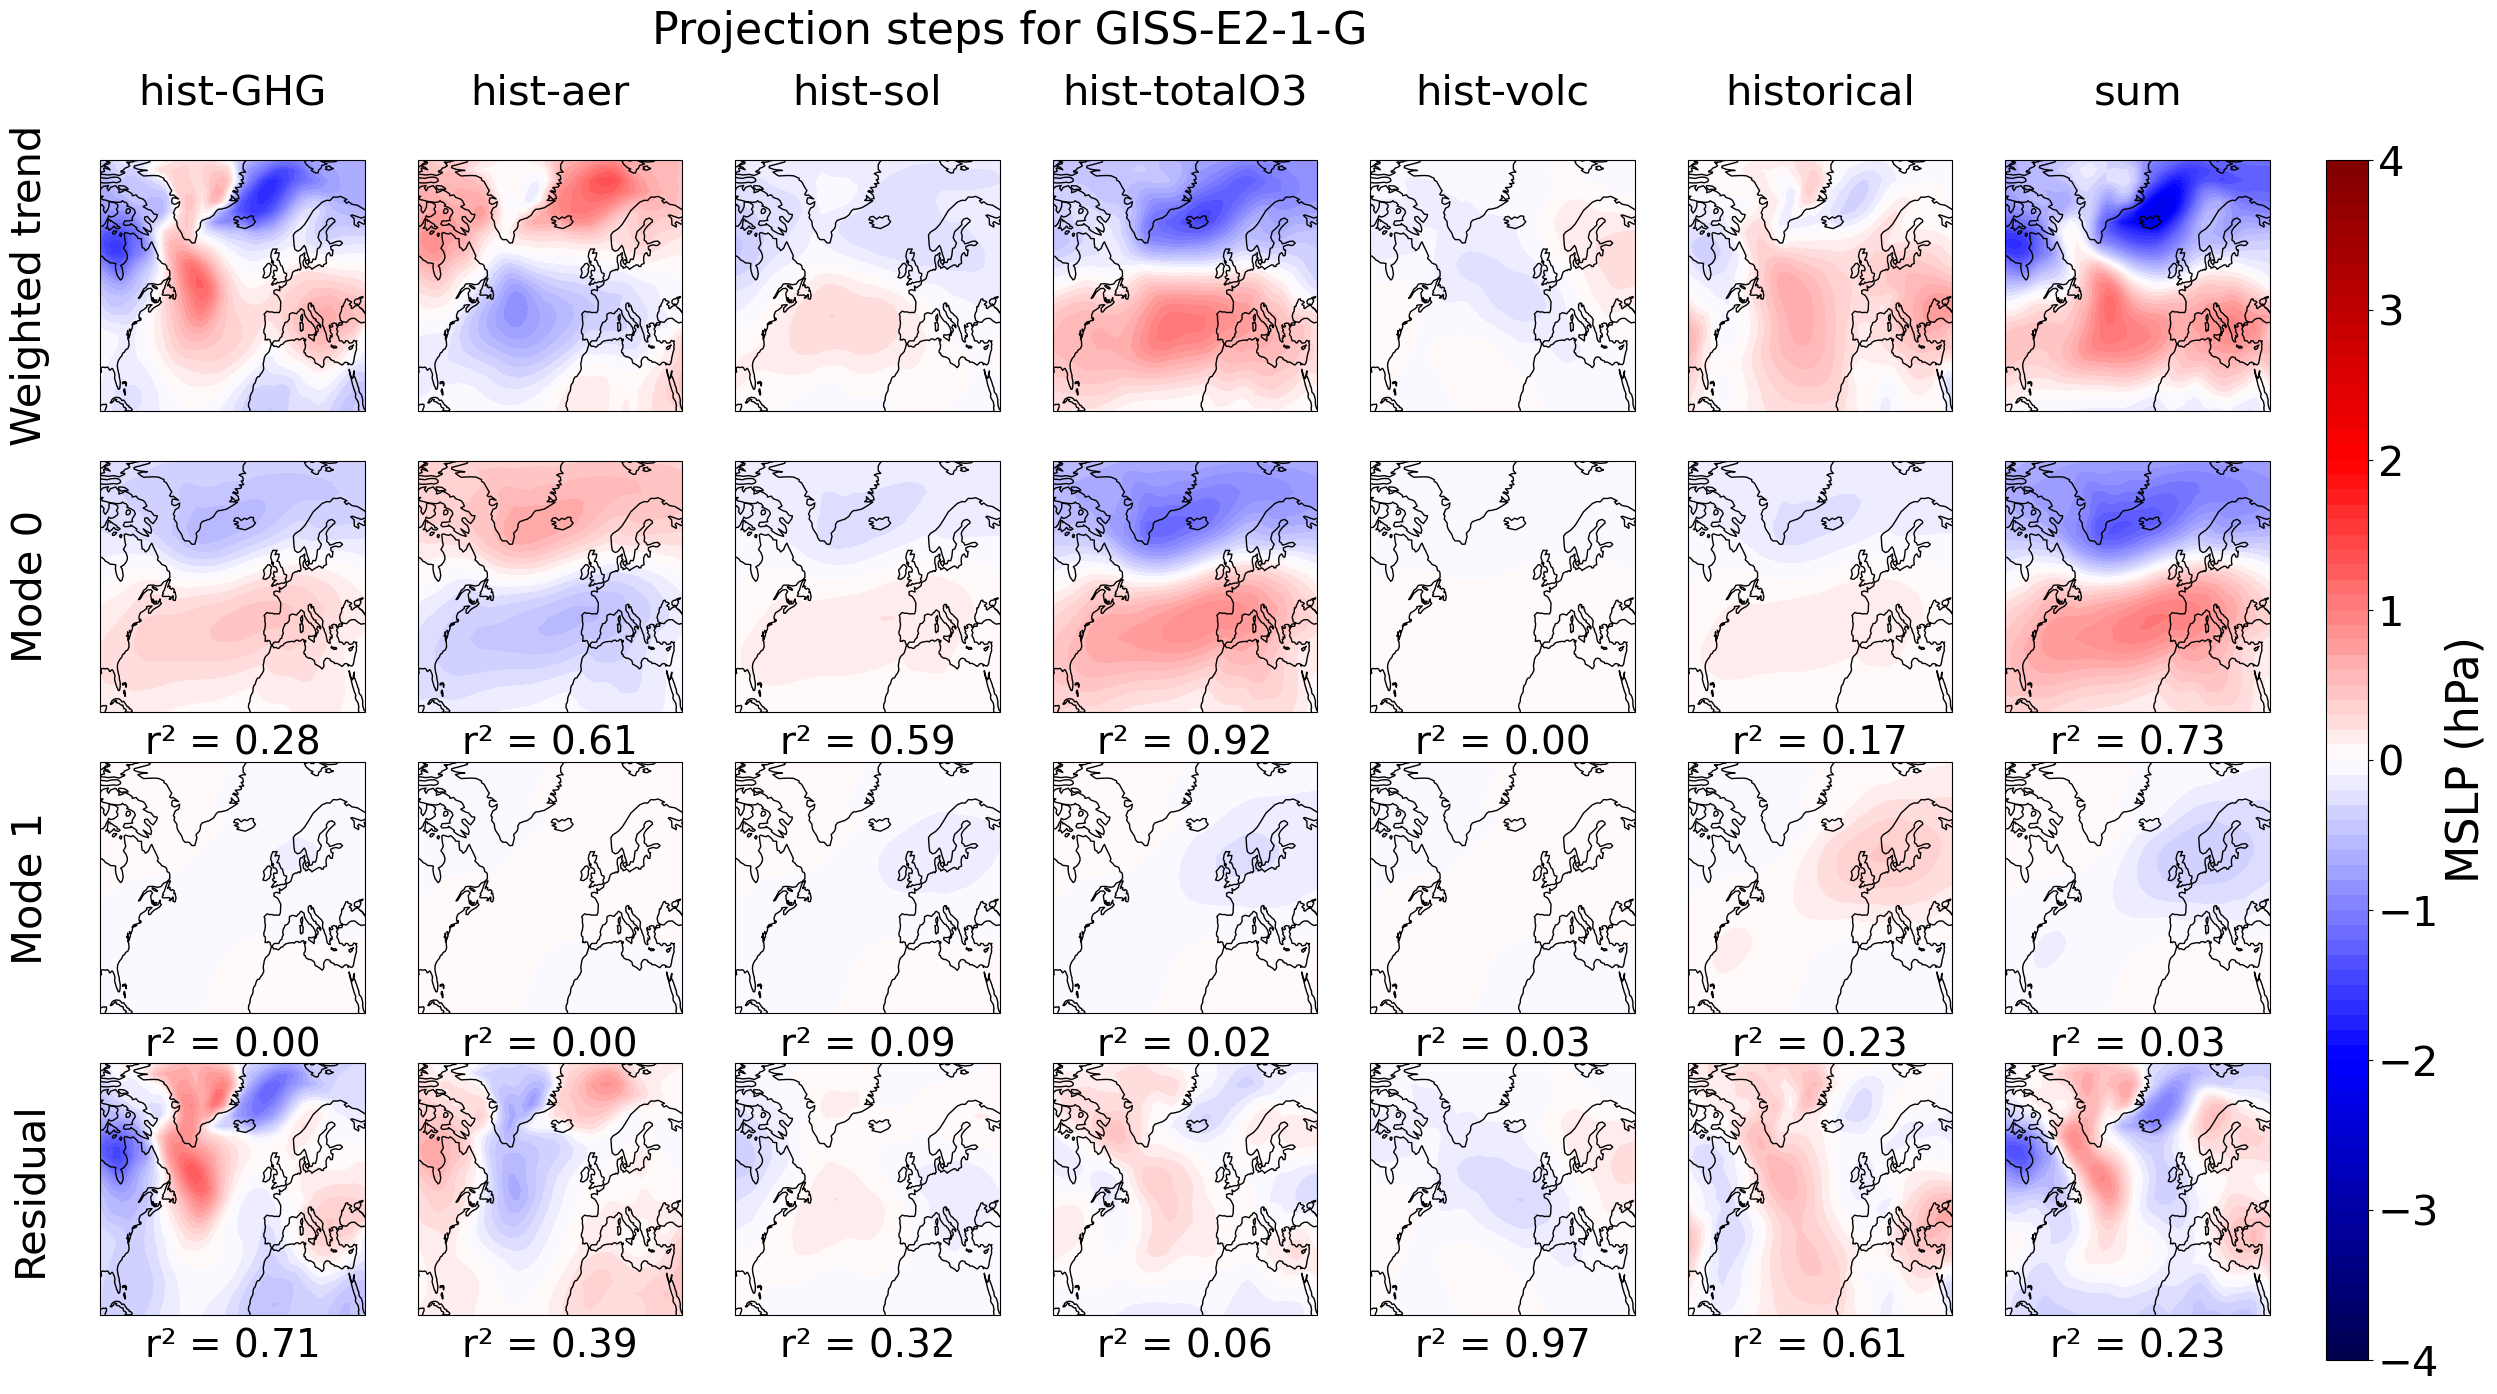 Projection steps for GISS-E2-1-G
hist-GHG hist-aer hist-sol hist-totalO3 hist-volc historical sum
Weighted trend
Mode 0
r² = 0.28 r² = 0.61 r² = 0.59 r² = 0.92 r² = 0.00 r² = 0.17 r² = 0.73
Mode 1
r² = 0.00 r² = 0.00 r² = 0.09 r² = 0.02 r² = 0.03 r² = 0.23 r² = 0.03
Residual
r² = 0.71 r² = 0.39 r² = 0.32 r² = 0.06 r² = 0.97 r² = 0.61 r² = 0.23
4
3
2
1
0
−1
−2
−3
−4
MSLP (hPa)